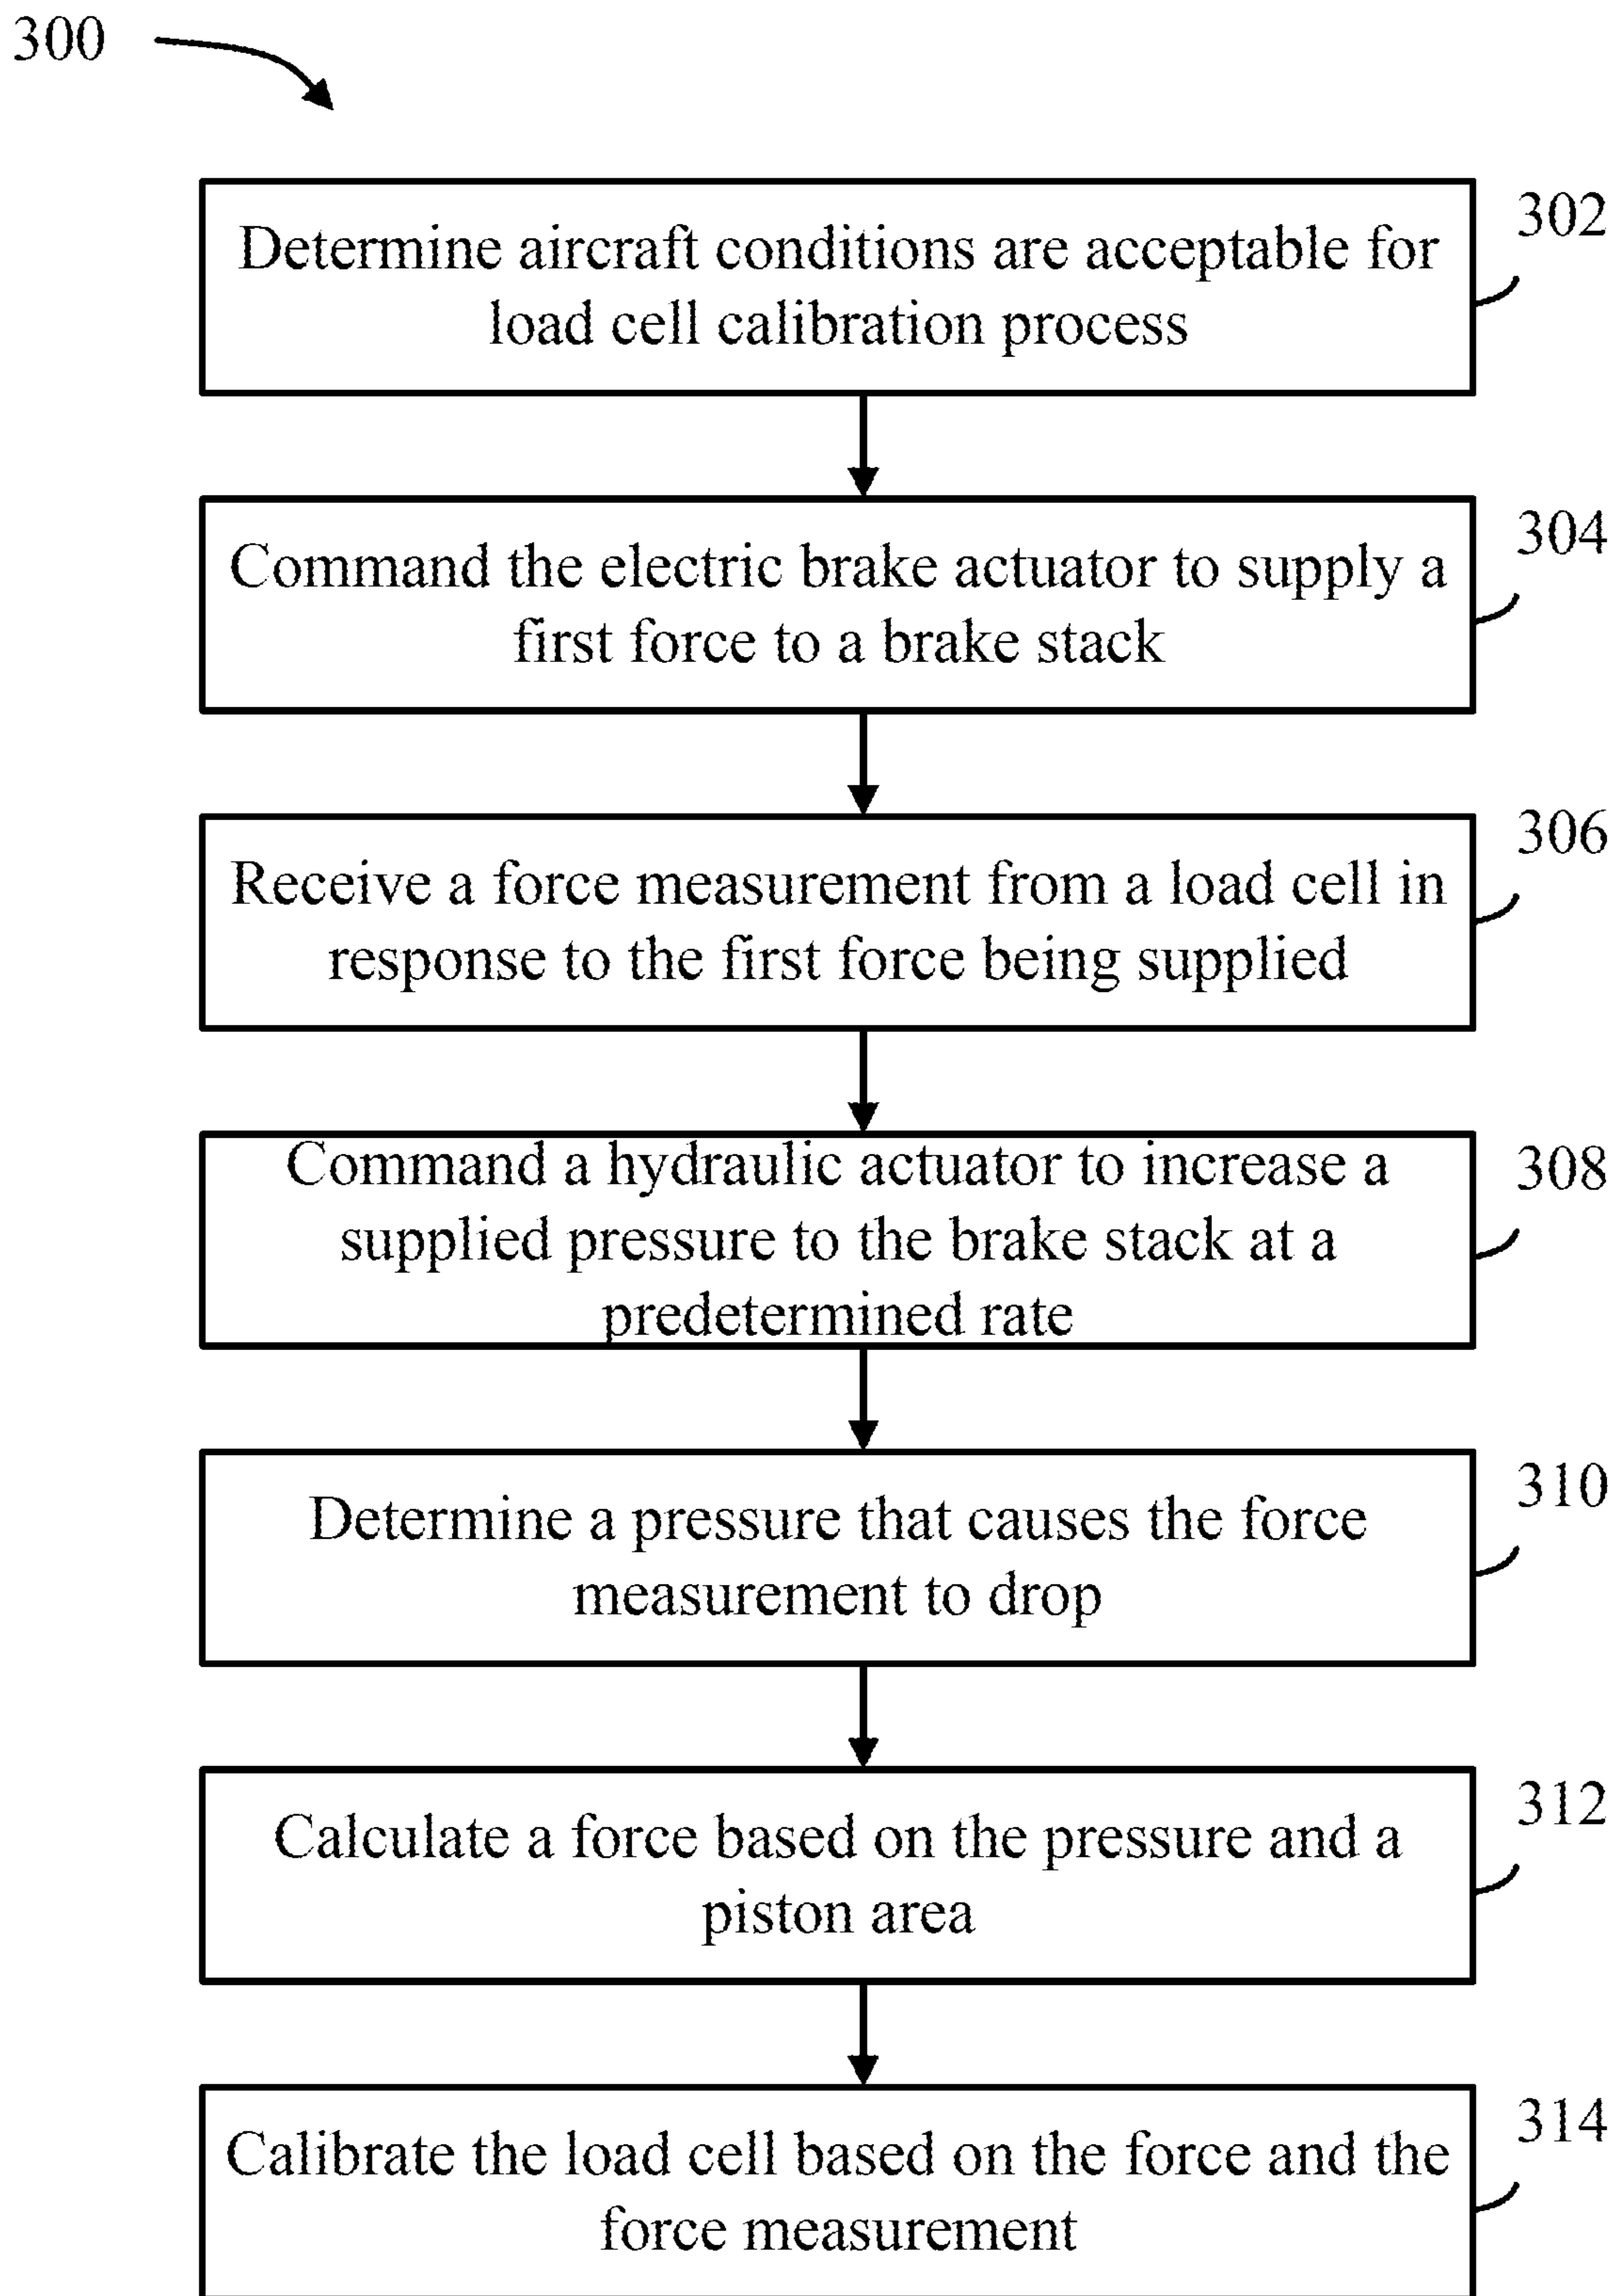 300
302
Determine aircraft conditions are acceptable for
load cell calibration process
304
Command the electric brake actuator to supply a
first force to a brake stack
306
Receive a force measurement from a load cell in
response to the first force being supplied
308
Command a hydraulic actuator to increase a
supplied pressure to the brake stack at a
predetermined rate
310
Determine a pressure that causes the force
measurement to drop
312
Calculate a force based on the pressure and a
piston area
314
Calibrate the load cell based on the force and the
force measurement